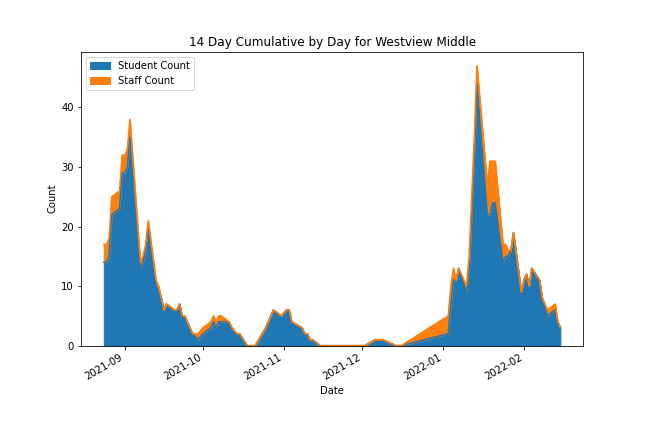 14 Day Cumulative by Day for Westview Middle
Student Count
Staff Count
40
30
20
10
0
Count
2021-09
2021-10
2021-11
2021-12
2022-01
2022-02
Date